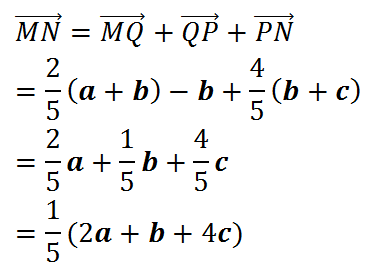 $\overrightarrow{MN} = \overrightarrow{MQ} + \overrightarrow{QP} + \overrightarrow{PN}$
$= \frac{2}{5}(\boldsymbol{a} + \boldsymbol{b}) - \boldsymbol{b} + \frac{4}{5}(\boldsymbol{b} + \boldsymbol{c})$
$= \frac{2}{5}\boldsymbol{a} + \frac{1}{5}\boldsymbol{b} + \frac{4}{5}\boldsymbol{c}$
$= \frac{1}{5}(2\boldsymbol{a} + \boldsymbol{b} + 4\boldsymbol{c})$